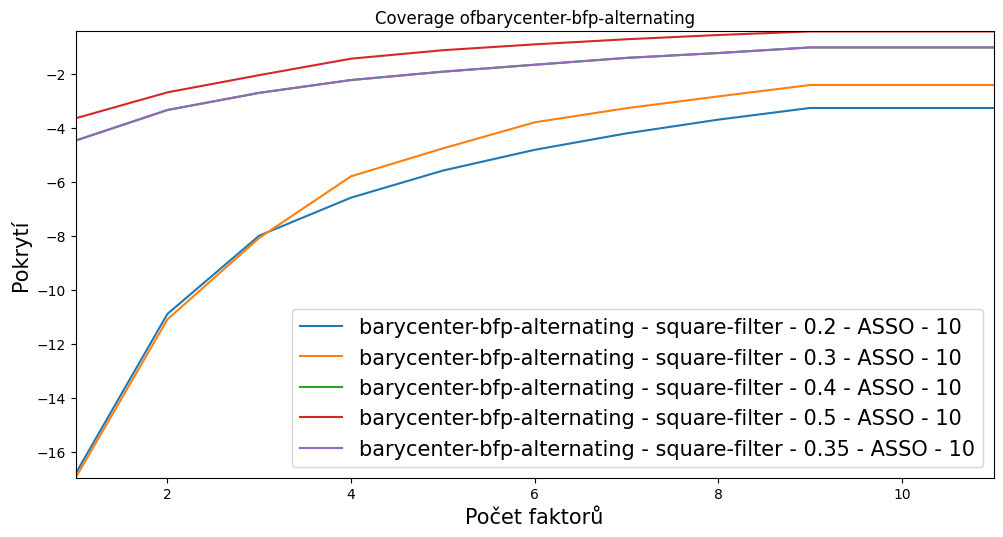 Coverage ofbarycenter-bfp-alternating
Pokrytí
−2
−4
−6
−8
−10
−12
−14
−16
barycenter-bfp-alternating - square-filter - 0.2 - ASSO - 10
barycenter-bfp-alternating - square-filter - 0.3 - ASSO - 10
barycenter-bfp-alternating - square-filter - 0.4 - ASSO - 10
barycenter-bfp-alternating - square-filter - 0.5 - ASSO - 10
barycenter-bfp-alternating - square-filter - 0.35 - ASSO - 10
2 4 6 8 10
Počet faktorů